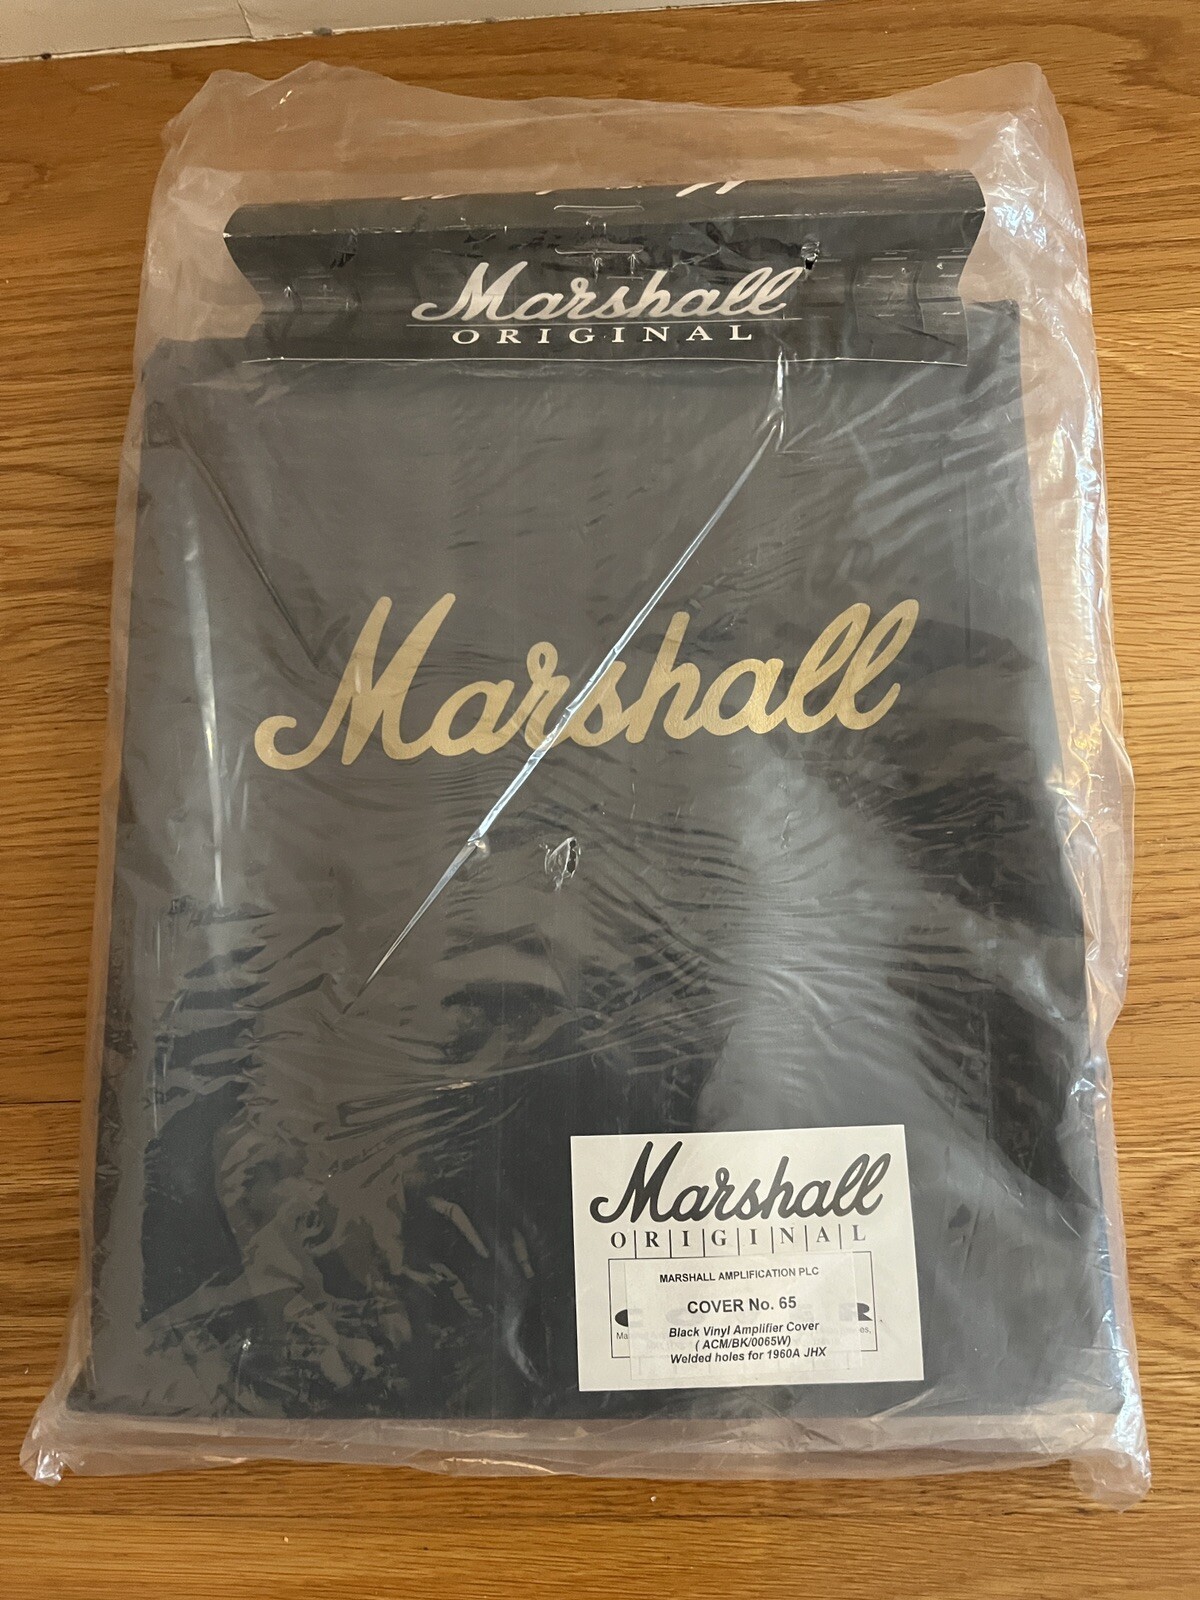 Marshall
ORIGINAL
Marshall
Marshall
O|R|I|G|I|N|A|L
MARSHALL AMPLIFICATION PLC
COVER No. 65
Black Vinyl Amplifier Cover
( ACM/BK/0065W)
Welded holes for 1960A JHX